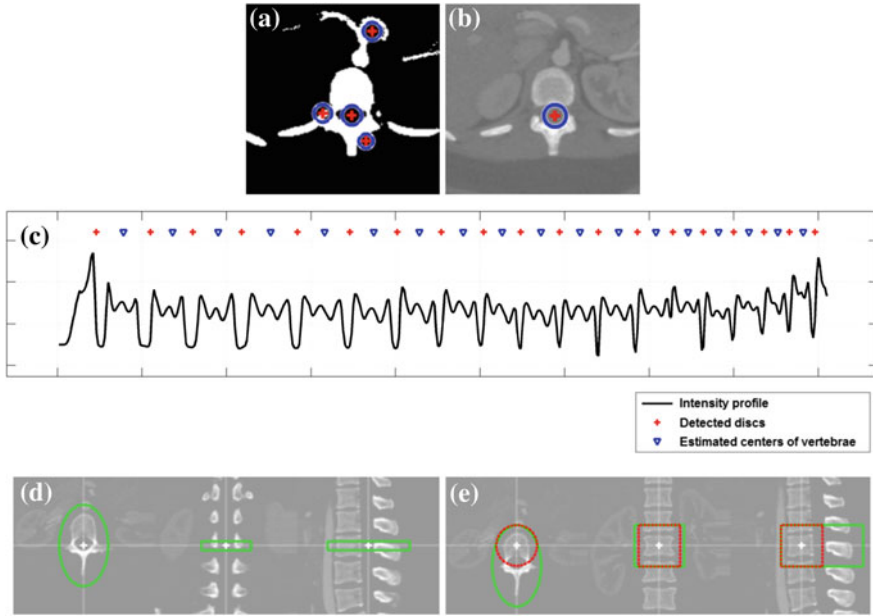 (a)
(b)
(c)
Intensity profile
Detected discs
Estimated centers of vertebrae
(d)
(e)